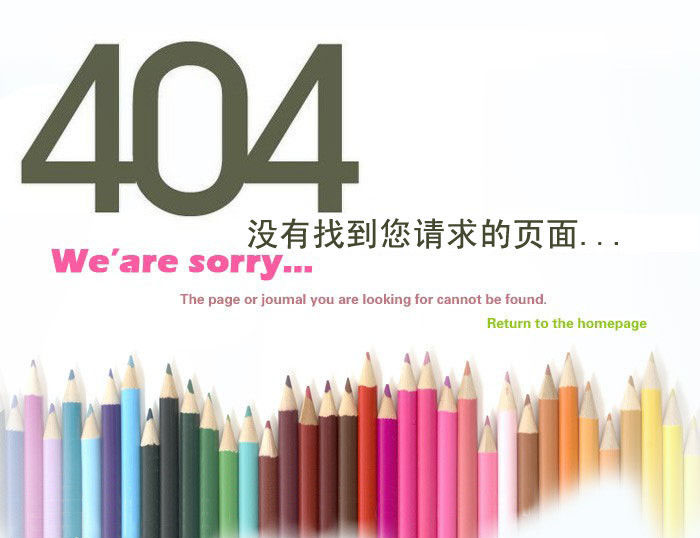 404
没有找到您请求的页面...
We'are sorry...
The page or joumal you are looking for cannot be found.
Return to the homepage